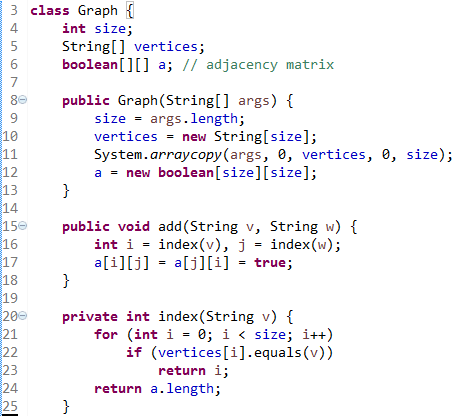 3 class Graph {
4     int size;
5     String[] vertices;
6     boolean[][] a; // adjacency matrix
7
8     public Graph(String[] args) {
9         size = args.length;
10         vertices = new String[size];
11         System.arraycopy(args, 0, vertices, 0, size);
12         a = new boolean[size][size];
13     }
14
15     public void add(String v, String w) {
16         int i = index(v), j = index(w);
17         a[i][j] = a[j][i] = true;
18     }
19
20     private int index(String v) {
21         for (int i = 0; i < size; i++)
22             if (vertices[i].equals(v))
23                 return i;
24         return a.length;
25     }